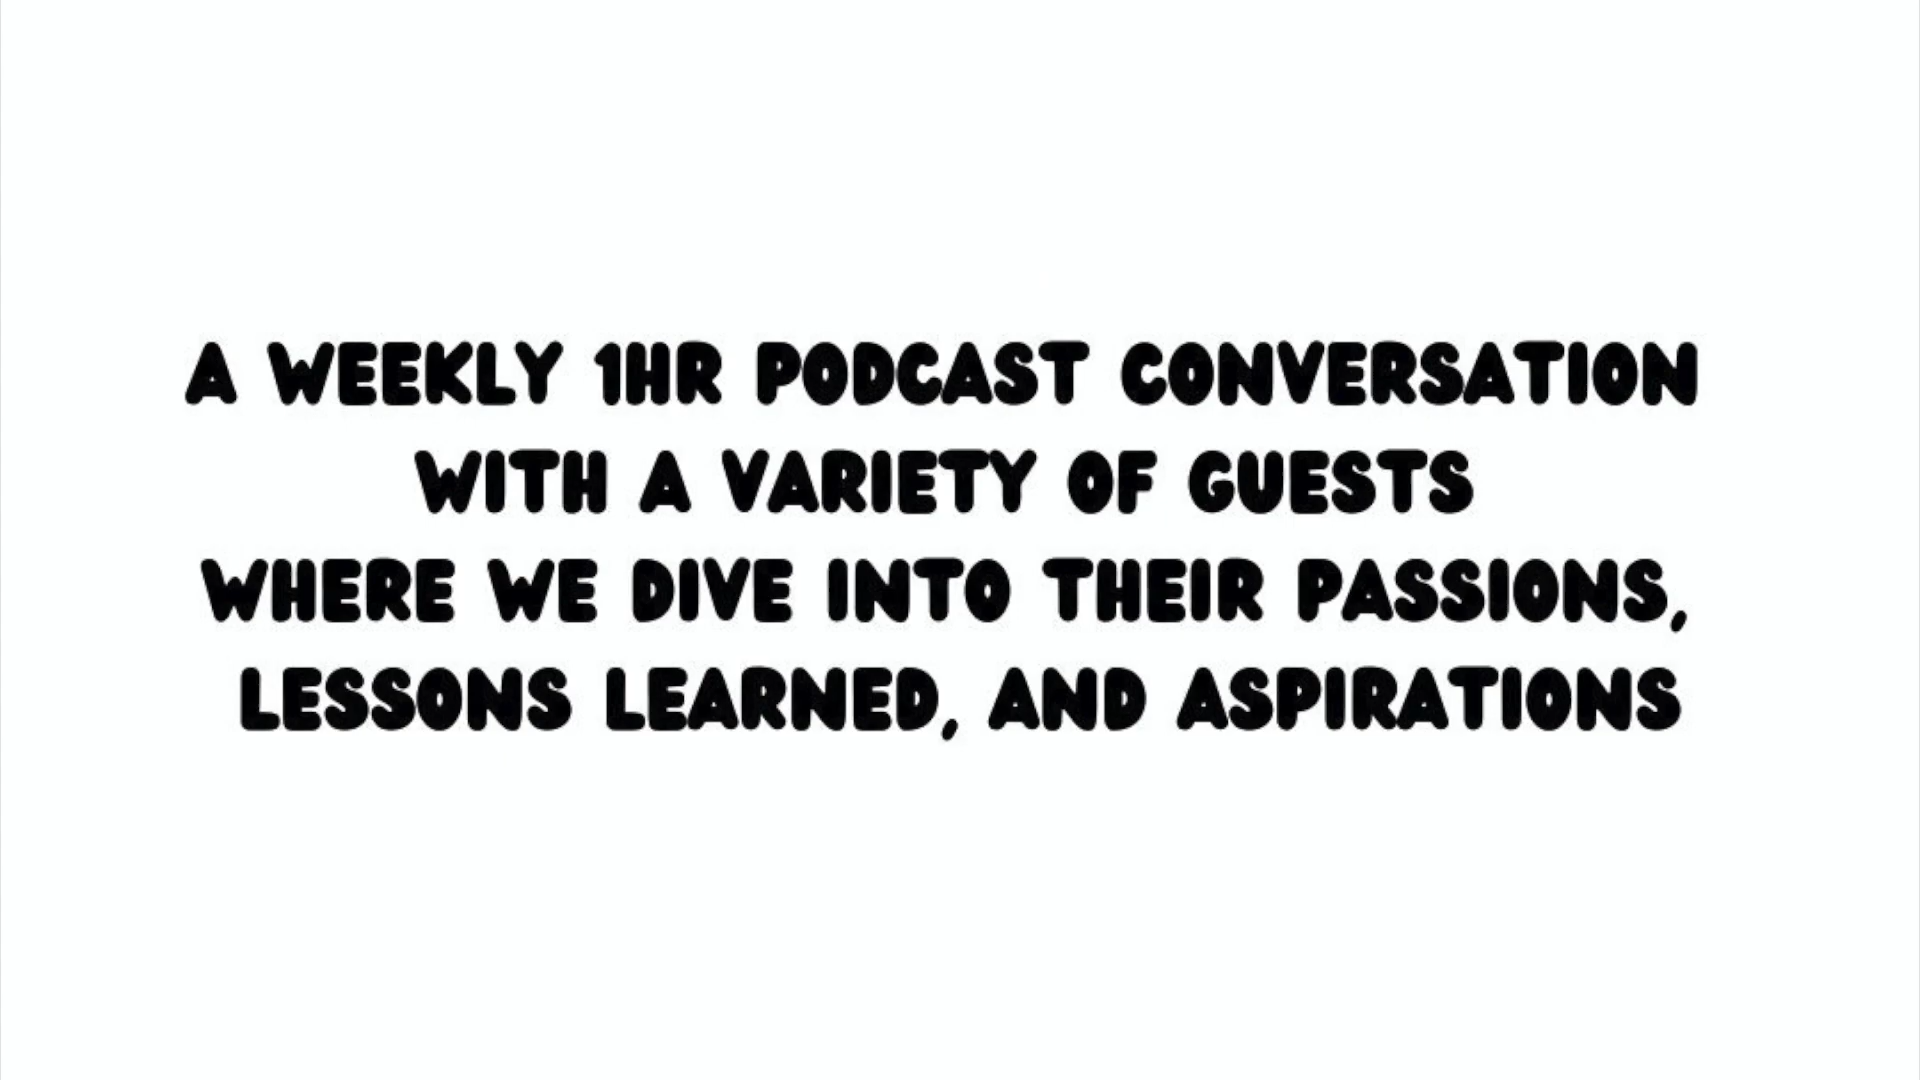 A WEEKLY 1HR PODCAST CONVERSATION
WITH A VARIETY OF GUESTS
WHERE WE DIVE INTO THEIR PASSIONS,
LESSONS LEARNED, AND ASPIRATIONS